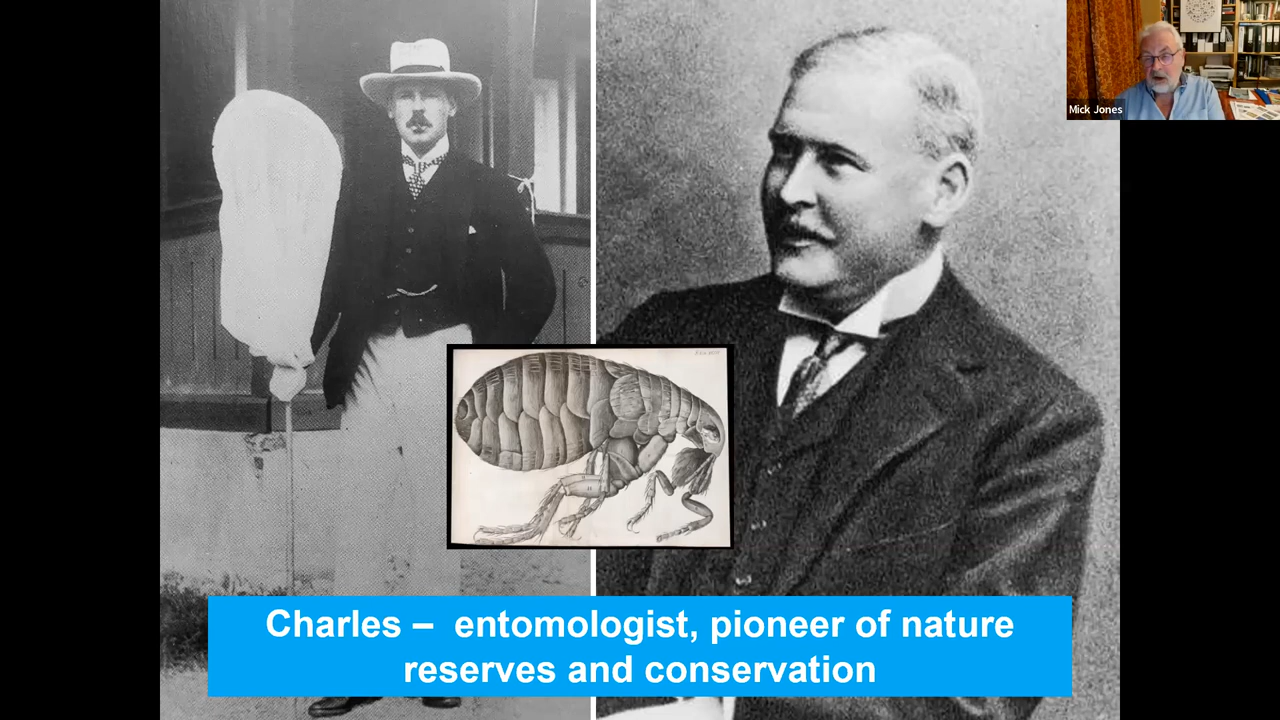 Mick Jones
Charles –  entomologist, pioneer of nature
reserves and conservation